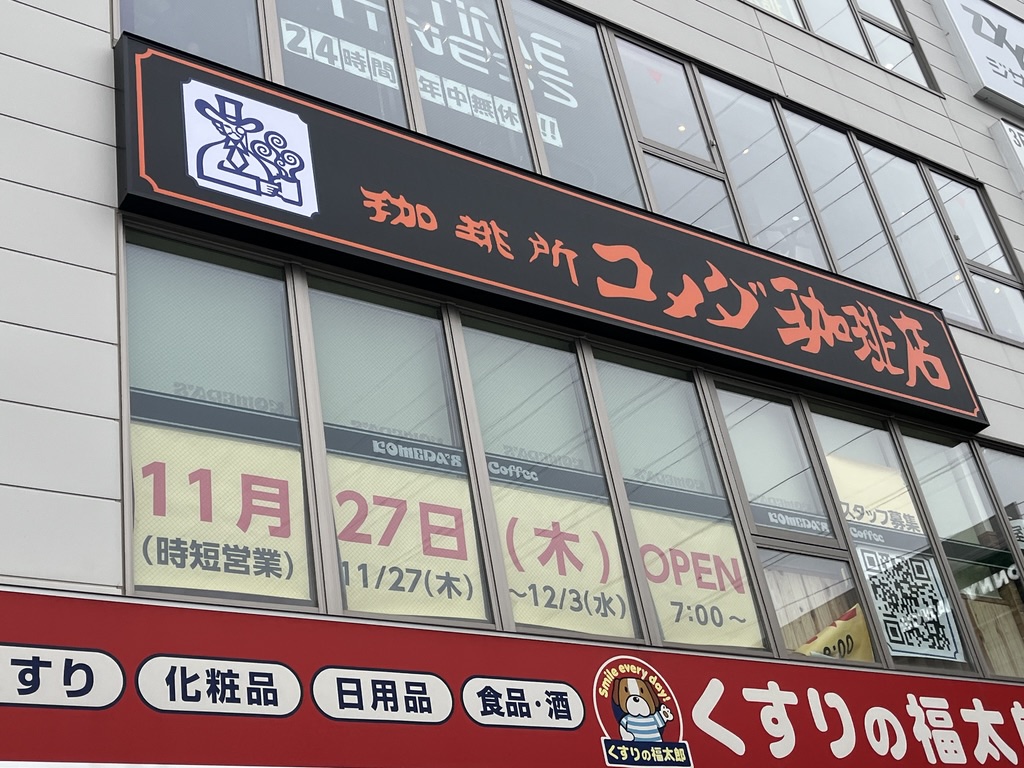 24時間
年中無休!!
珈琲所 コメダ珈琲店
KOMEDA'S Coffee
KOMEDA'S Coffee
11月27日(木)OPEN
(時短営業)11/27(木)~12/3(水)7:00~
スタッフ募集
すり
化粧品
日用品
食品・酒
Smile every day!
くすりの福太郎
くすりの福太郎